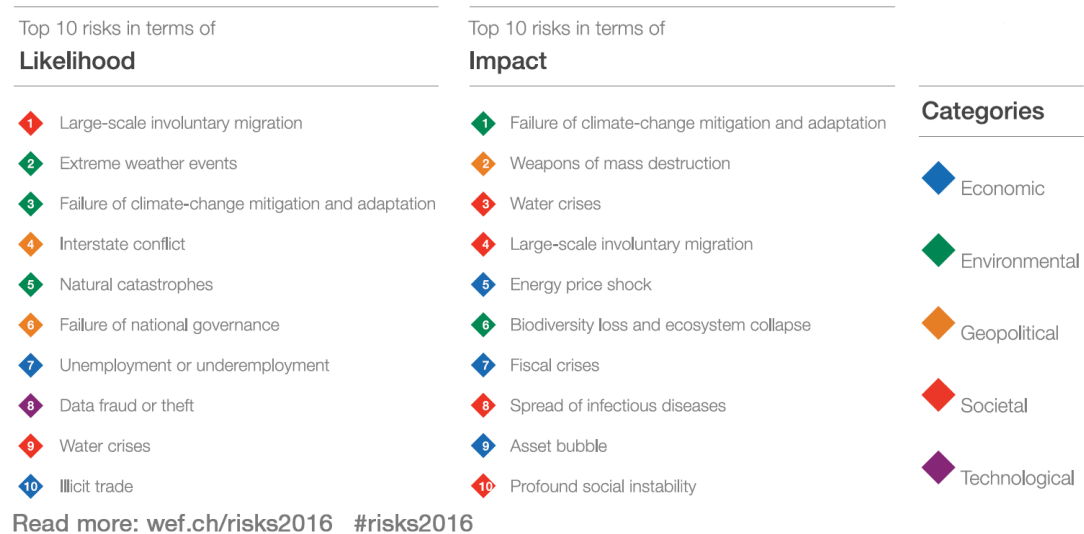 Top 10 risks in terms of
Likelihood
1 Large-scale involuntary migration
2 Extreme weather events
3 Failure of climate-change mitigation and adaptation
4 Interstate conflict
5 Natural catastrophes
6 Failure of national governance
7 Unemployment or underemployment
8 Data fraud or theft
9 Water crises
10 Illicit trade
Top 10 risks in terms of
Impact
1 Failure of climate-change mitigation and adaptation
2 Weapons of mass destruction
3 Water crises
4 Large-scale involuntary migration
5 Energy price shock
6 Biodiversity loss and ecosystem collapse
7 Fiscal crises
8 Spread of infectious diseases
9 Asset bubble
10 Profound social instability
Categories
Economic
Environmental
Geopolitical
Societal
Technological
Read more: wef.ch/risks2016 #risks2016